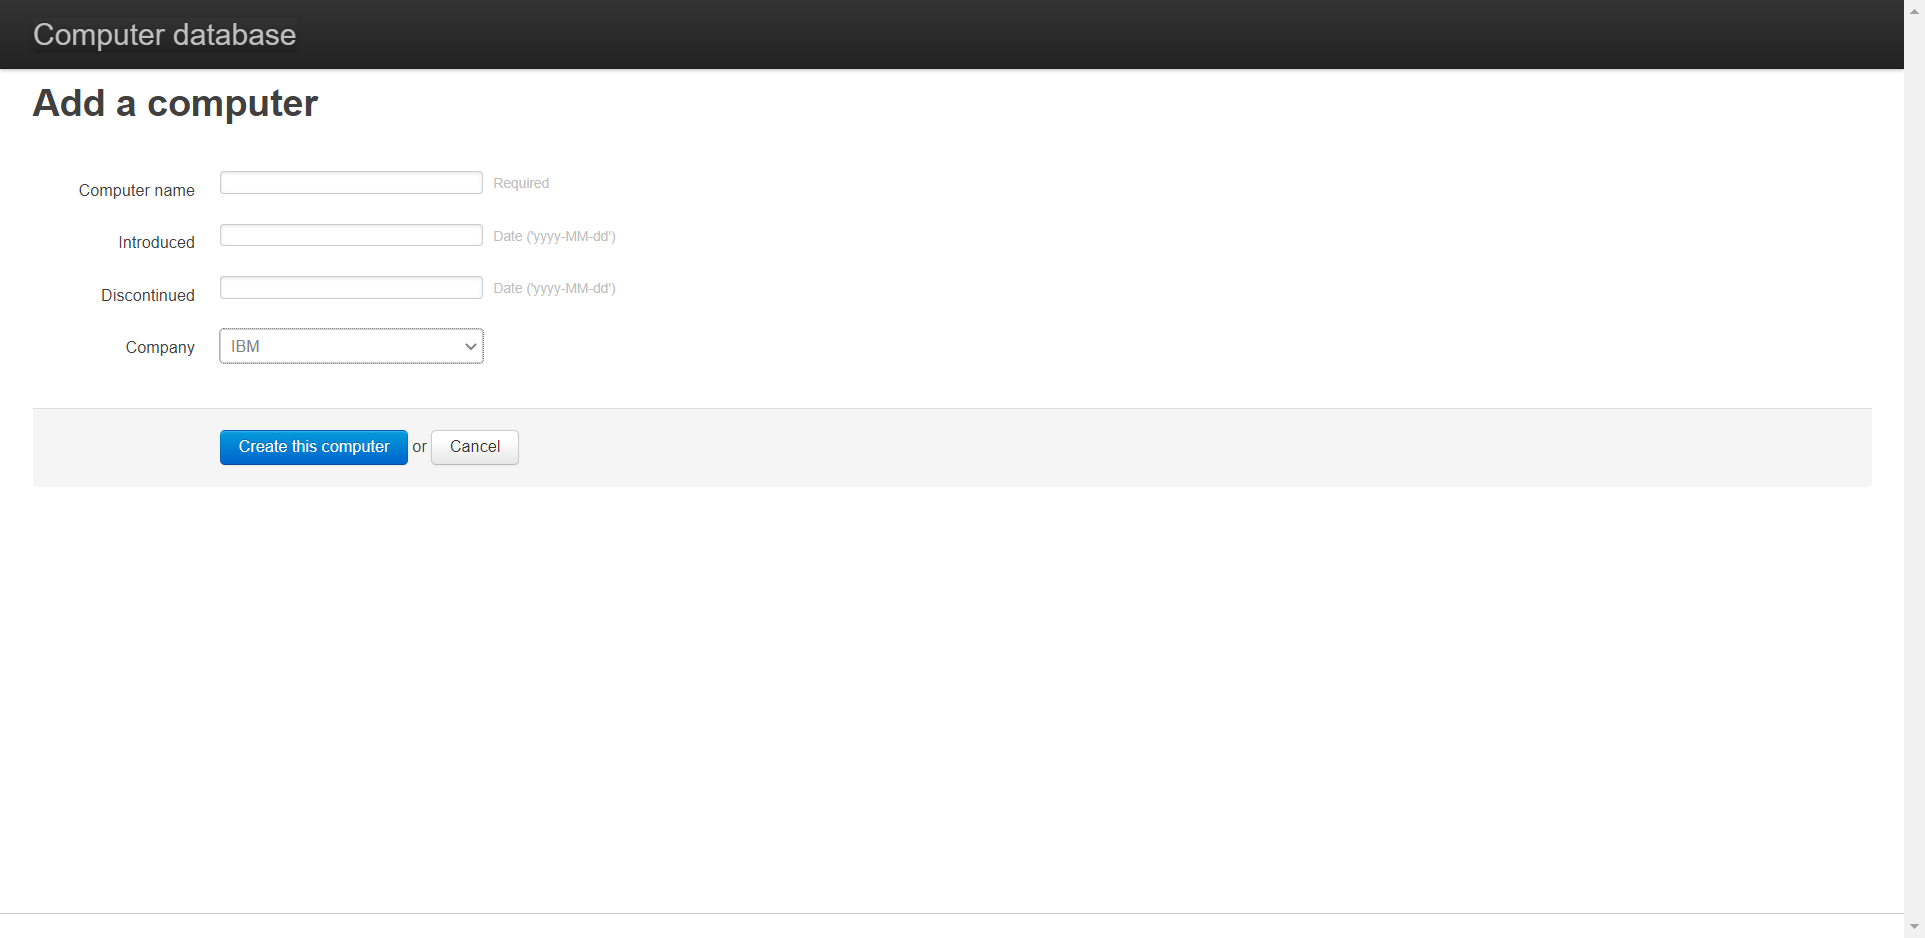 Computer database
Add a computer
Computer name Required
Introduced Date ('yyyy-MM-dd')
Discontinued Date ('yyyy-MM-dd')
Company IBM
Create this computer or Cancel